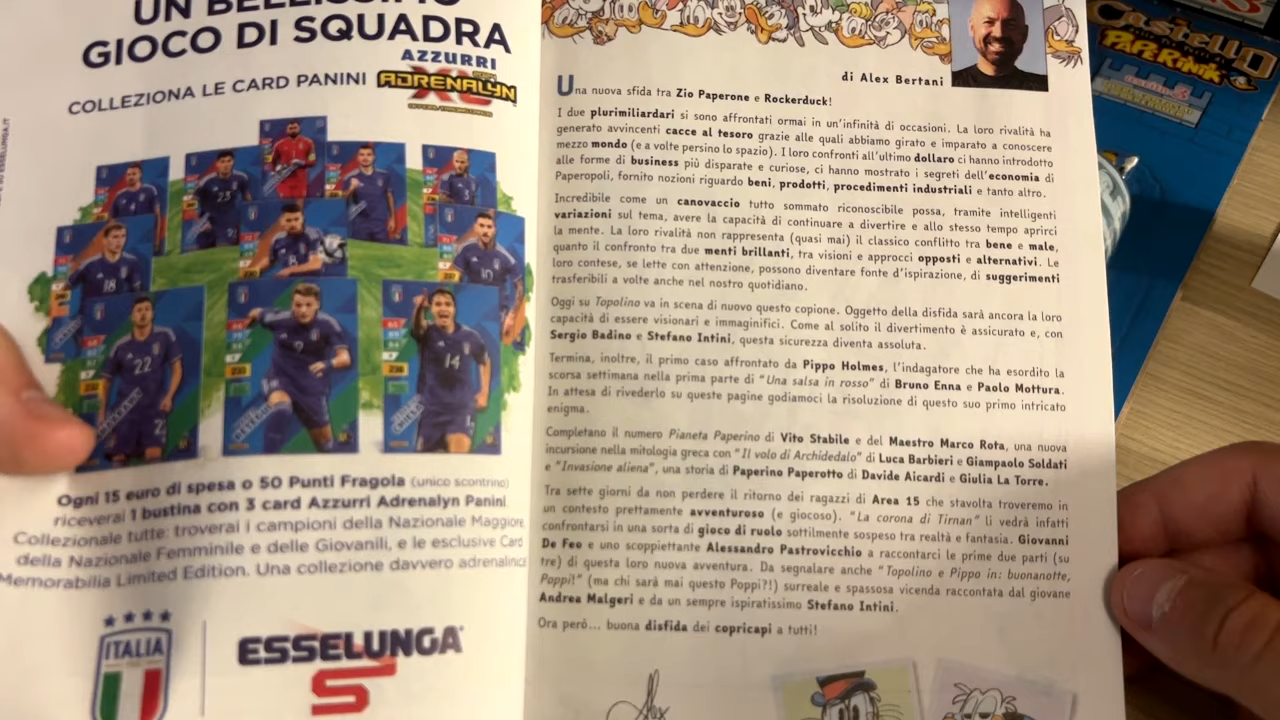 UN BELLISSIMO
GIOCO DI SQUADRA
COLLEZIONA LE CARD PANINI
AZZURRI
ADRENALYN
XL
ESSELUNGA.IT
23
18
8
3
10
22
9
14
Ogni 15 euro di spesa o 50 Punti Fragola (unico scontrino)
riceverai 1 bustina con 3 card Azzurri Adrenalyn Panini
Collezionale tutte: troverai i campioni della Nazionale Maggiore
della Nazionale Femminile e delle Giovanili, e le esclusive Card
Memorabilia Limited Edition. Una collezione davvero adrenalinica
ITALIA
ESSELUNGA
S
di Alex Bertani
Una nuova sfida tra Zio Paperone e Rockerduck!
I due plurimiliardari si sono affrontati ormai in un'infinità di occasioni. La loro rivalità ha
generato avvincenti cacce al tesoro grazie alle quali abbiamo girato e imparato a conoscere
mezzo mondo (e a volte persino lo spazio). I loro confronti all'ultimo dollaro ci hanno introdotto
alle forme di business più disparate e curiose, ci hanno mostrato i segreti dell'economia di
Paperopoli, fornito nozioni riguardo beni, prodotti, procedimenti industriali e tanto altro.
Incredibile come un canovaccio tutto sommato riconoscibile possa, tramite intelligenti
variazioni sul tema, avere la capacità di continuare a divertire e allo stesso tempo aprirci
la mente. La loro rivalità non rappresenta (quasi mai) il classico conflitto tra bene e male,
quanto il confronto tra due menti brillanti, tra visioni e approcci opposti e alternativi. Le
loro contese, se lette con attenzione, possono diventare fonte d'ispirazione, di suggerimenti
trasferibili a volte anche nel nostro quotidiano.
Oggi su Topolino va in scena di nuovo questo copione. Oggetto della disfida sarà ancora la loro
capacità di essere visionari e immaginifici. Come al solito il divertimento è assicurato e, con
Sergio Badino e Stefano Intini, questa sicurezza diventa assoluta.
Termina, inoltre, il primo caso affrontato da Pippo Holmes, l'indagatore che ha esordito la
scorsa settimana nella prima parte di "Una salsa in rosso" di Bruno Enna e Paolo Mottura.
In attesa di rivederlo su queste pagine godiamoci la risoluzione di questo suo primo intricato
enigma.
Completano il numero Pianeta Paperino di Vito Stabile e del Maestro Marco Rota, una nuova
incursione nella mitologia greca con "Il volo di Archidedalo" di Luca Barbieri e Giampaolo Soldati
e "Invasione aliena", una storia di Paperino Paperotto di Davide Aicardi e Giulia La Torre.
Tra sette giorni da non perdere il ritorno dei ragazzi di Area 15 che stavolta troveremo in
un contesto prettamente avventuroso (e giocoso). "La corona di Tirnan" li vedrà infatti
confrontarsi in una sorta di gioco di ruolo sottilmente sospeso tra realtà e fantasia. Giovanni
De Feo e uno scoppiettante Alessandro Pastrovicchio a raccontarci le prime due parti (su
tre) di questa loro nuova avventura. Da segnalare anche "Topolino e Pippo in: buonanotte,
Poppi!" (ma chi sarà mai questo Poppi?!) surreale e spassosa vicenda raccontata dal giovane
Andrea Malgeri e da un sempre ispiratissimo Stefano Intini.
Ora però... buona disfida dei copricapi a tutti!
Alex
Castello
PAPERINIK